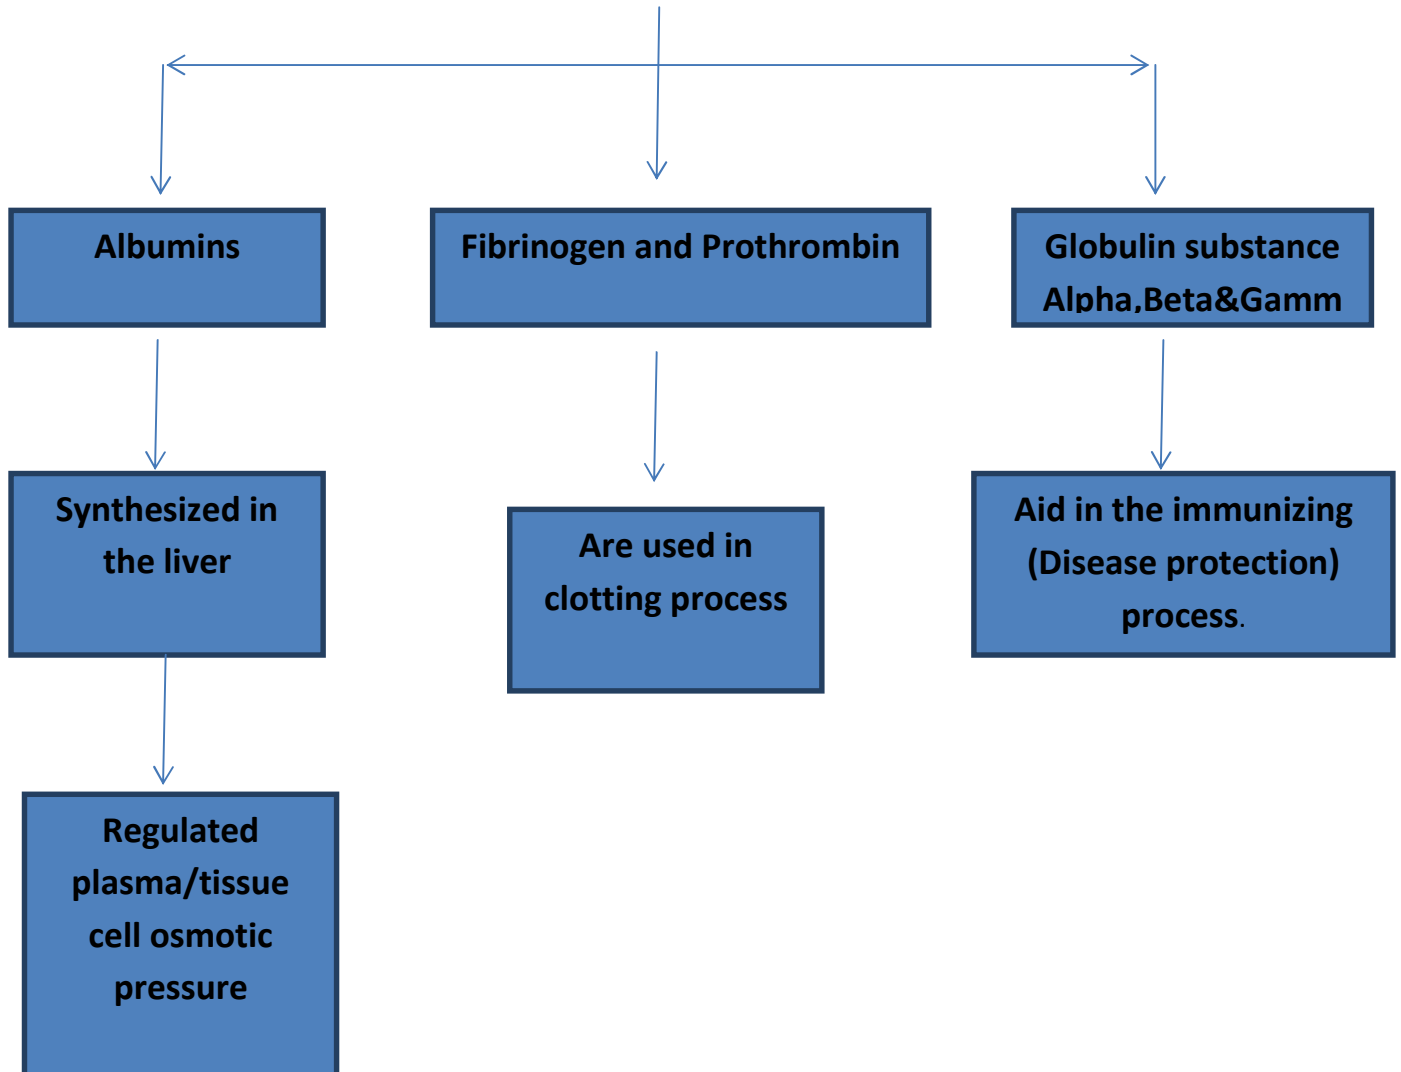 Albumins
Fibrinogen and Prothrombin
Globulin substance
Alpha,Beta&Gamm
Synthesized in
the liver
Are used in
clotting process
Aid in the immunizing
(Disease protection)
process.
Regulated
plasma/tissue
cell osmotic
pressure